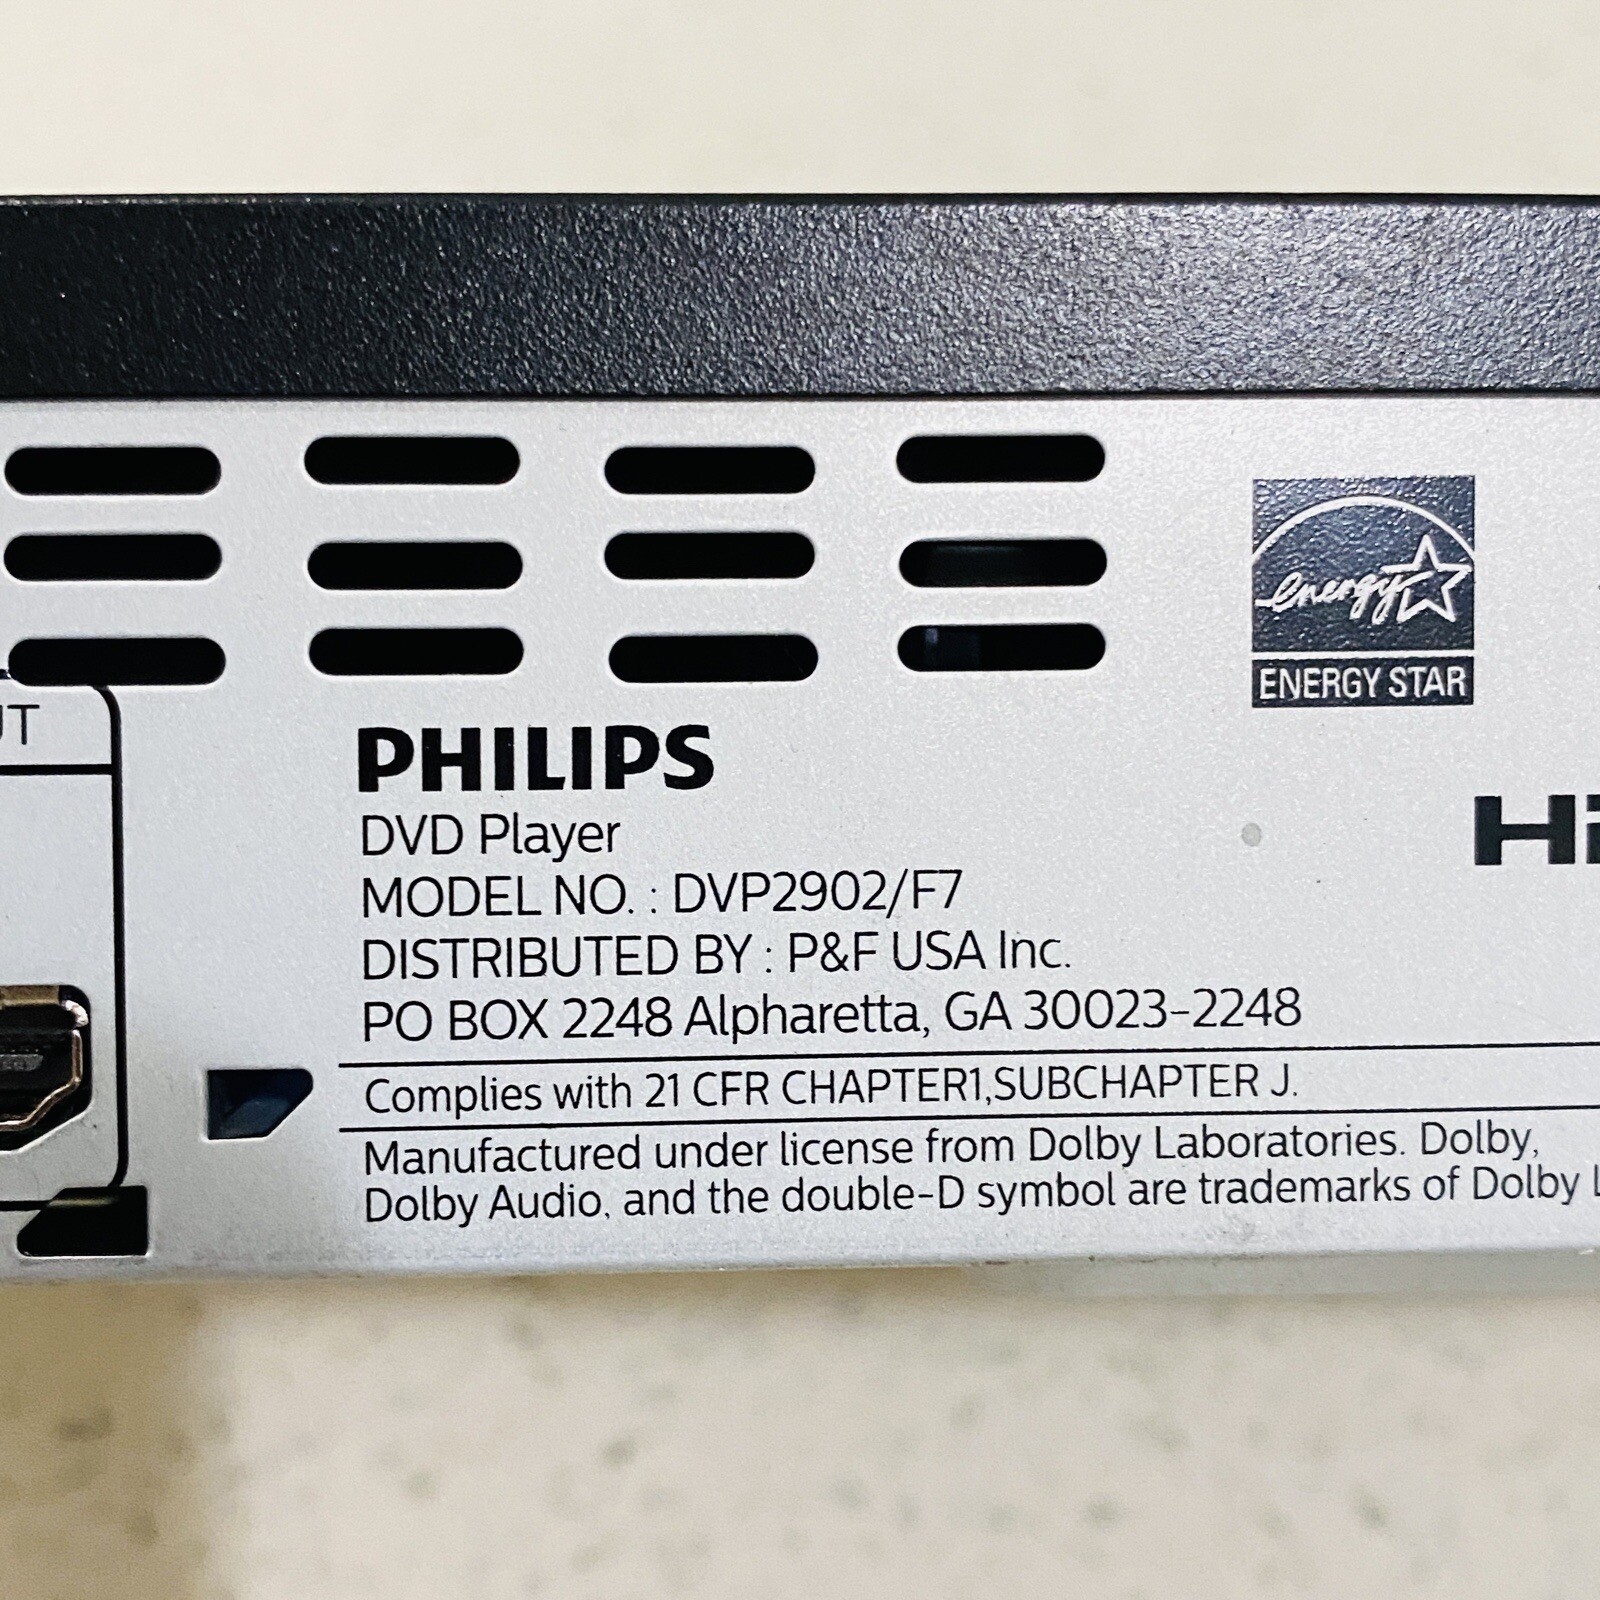 UT
energy
ENERGY STAR
PHILIPS
DVD Player
MODEL NO. : DVP2902/F7
DISTRIBUTED BY : P&F USA Inc.
PO BOX 2248 Alpharetta, GA 30023-2248
Complies with 21 CFR CHAPTER1,SUBCHAPTER J.
Manufactured under license from Dolby Laboratories. Dolby,
Dolby Audio, and the double-D symbol are trademarks of Dolby L